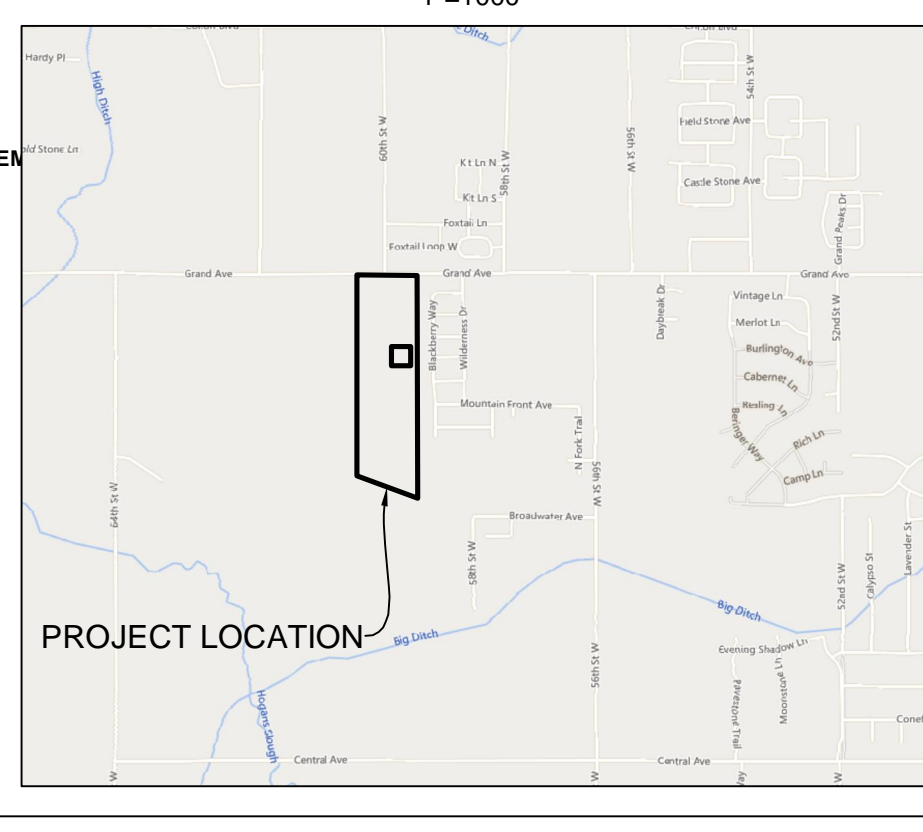 Hardy Pl
High Ditch
Ditch
54th St W
EM
old Stone Ln
60th St W
58th St W
56th St W
Field Stone Ave
Kt Ln N
Castle Stone Ave
Kt Ln S
Foxtail Ln
Grand Peaks Dr
Foxtail Loop W
Grand Ave
Grand Ave
Grand Ave
Blackberry Way
Wilderness Dr
Daybreak Dr
Vintage Ln
52nd St W
Merlot Ln
Burlington Ave
Cabernet Ln
Mountain Front Ave
Riesling Ln
Beringer Way
N Fork Trail
Rich Ln
Camp Ln
64th St W
56th St W
Broadwater Ave
58th St W
Calypso St
Lavender St
52nd St W
Big Ditch
PROJECT LOCATION
Big Ditch
Evening Shadow Ln
56th St W
Hogans Slough
Pavestone Trail
Moonstone Ln
Central Ave
Central Ave
W
W
Way
W